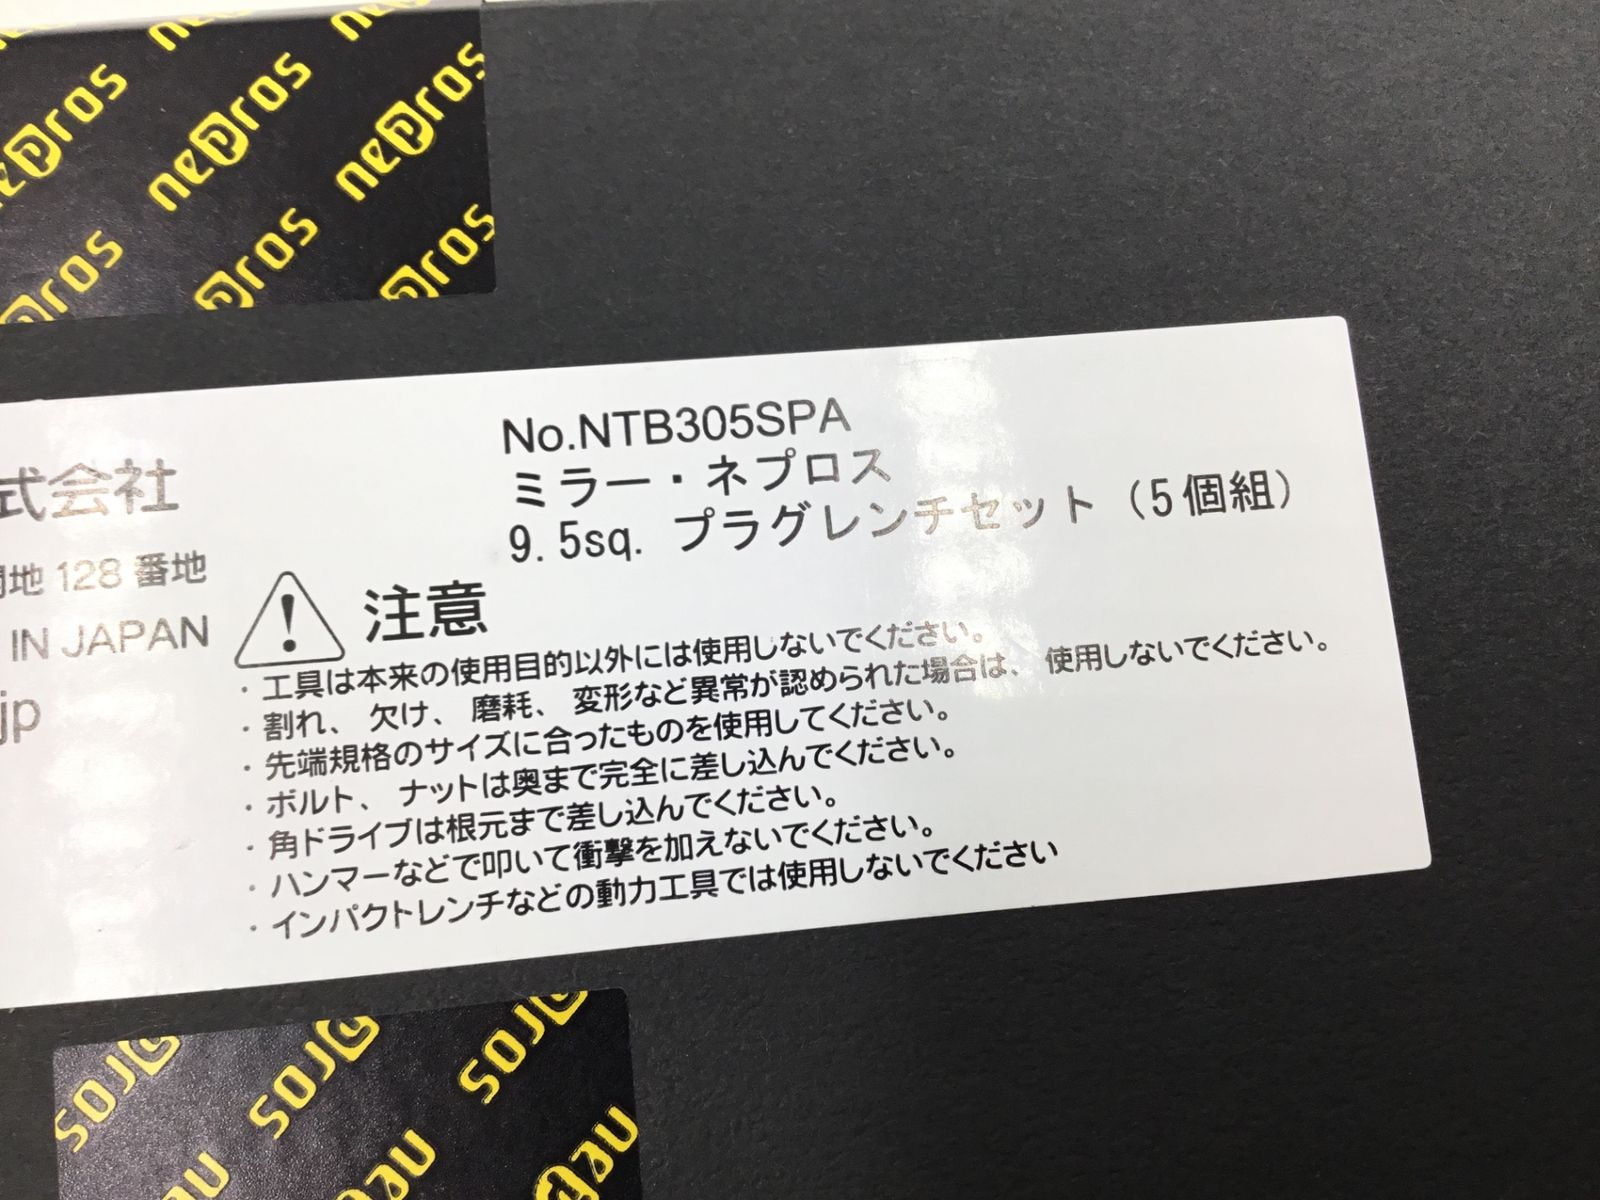 nepros
nepros
nepros
No.NTB305SPA
ミラー・ネプロス
9.5sq. プラグレンチセット（5個組）
式会社
地 128 番地
IN JAPAN
jp
注意
・工具は本来の使用目的以外には使用しないでください。
・割れ、欠け、磨耗、変形など異常が認められた場合は、使用しないでください。
・先端規格のサイズに合ったものを使用してください。
・ボルト、ナットは奥まで完全に差し込んでください。
・角ドライブは根元まで差し込んでください。
・ハンマーなどで叩いて衝撃を加えないでください。
・インパクトレンチなどの動力工具では使用しないでください